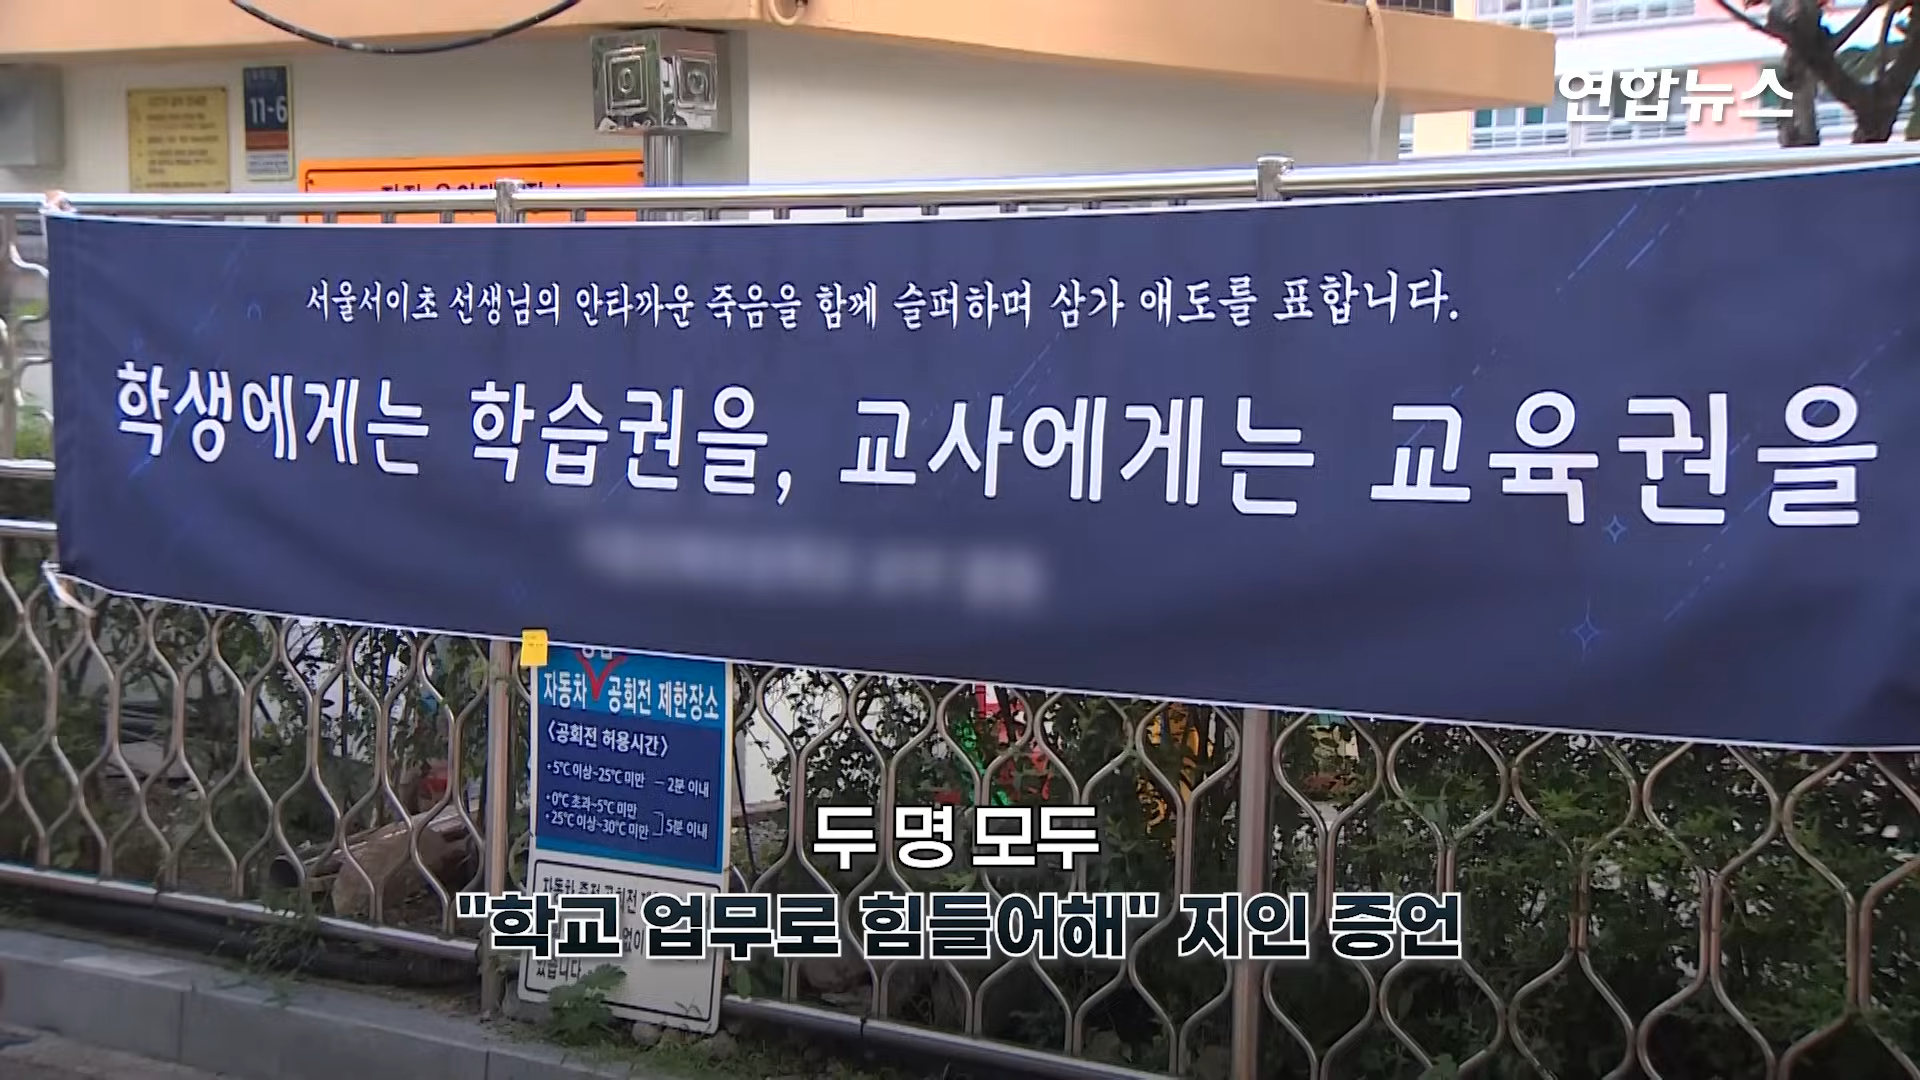 연합뉴스
11-6
서울서이초 선생님의 안타까운 죽음을 함께 슬퍼하며 삼가 애도를 표합니다.
학생에게는 학습권을, 교사에게는 교육권을
자동차 공회전 제한장소
<공회전 허용시간>
• 5℃ 이상~25℃ 미만 — 2분 이내
• 0℃ 초과~5℃ 미만
• 25℃ 이상~30℃ 미만 5분 이내
두 명 모두
"학교 업무로 힘들어해" 지인 증언